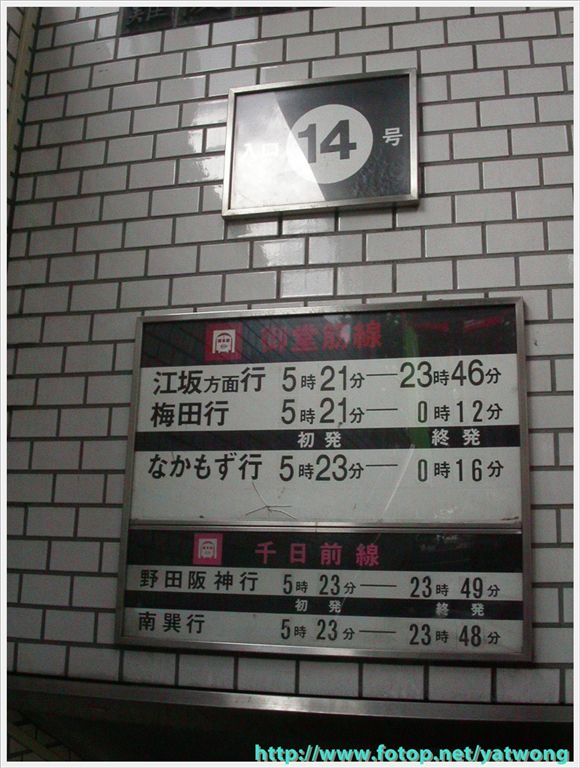 入口 14 号
御堂筋線
江坂方面行 5時21分 ― 23時46分
梅田行 5時21分 ― 0時12分
初発 終発
なかもず行 5時23分 ― 0時16分
千日前線
野田阪神行 5時23分 ― 23時49分
初発 終発
南巽行 5時23分 ― 23時48分
http://www.fotop.net/yatwong